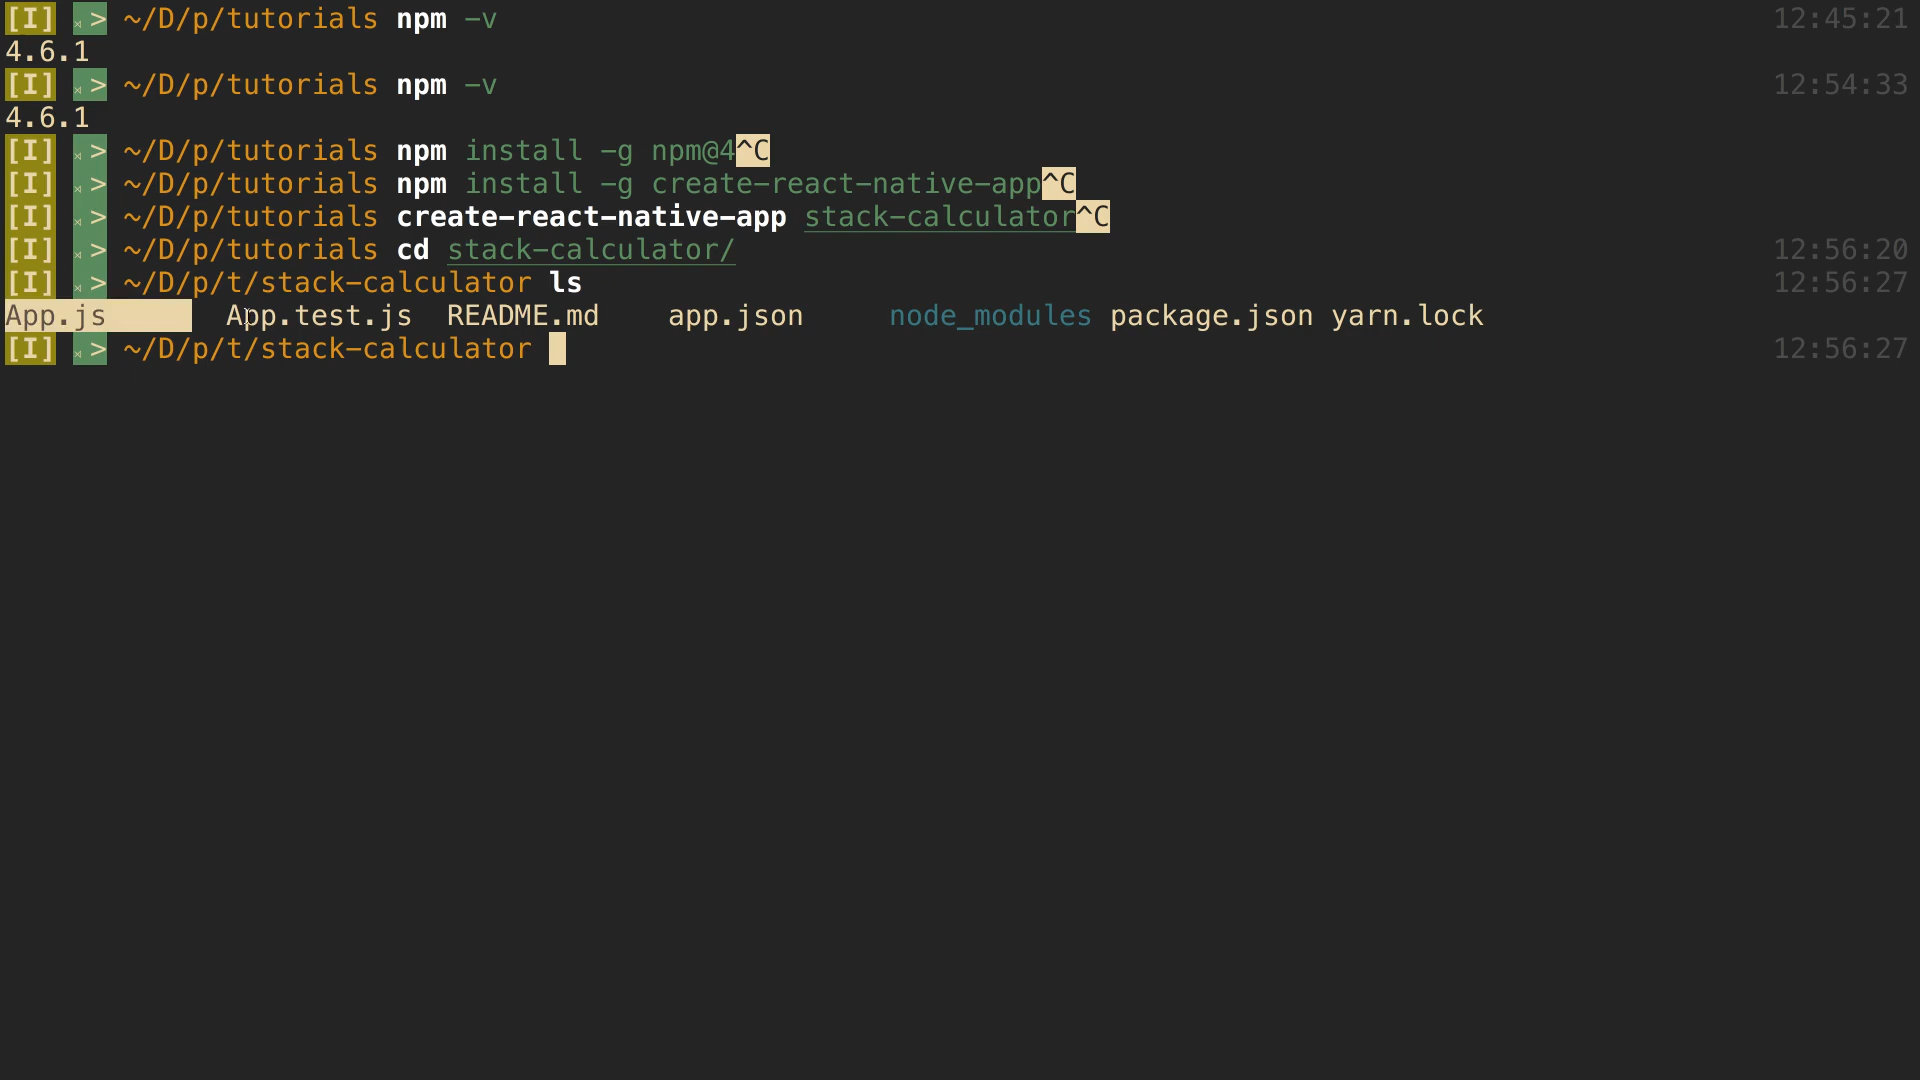 [I] > ~/D/p/tutorials npm -v 12:45:21
4.6.1
[I] > ~/D/p/tutorials npm -v 12:54:33
4.6.1
[I] > ~/D/p/tutorials npm install -g npm@4^C
[I] > ~/D/p/tutorials npm install -g create-react-native-app^C
[I] > ~/D/p/tutorials create-react-native-app stack-calculator^C
[I] > ~/D/p/tutorials cd stack-calculator/ 12:56:20
[I] > ~/D/p/t/stack-calculator ls 12:56:27
App.js App.test.js README.md app.json node_modules package.json yarn.lock
[I] > ~/D/p/t/stack-calculator 12:56:27